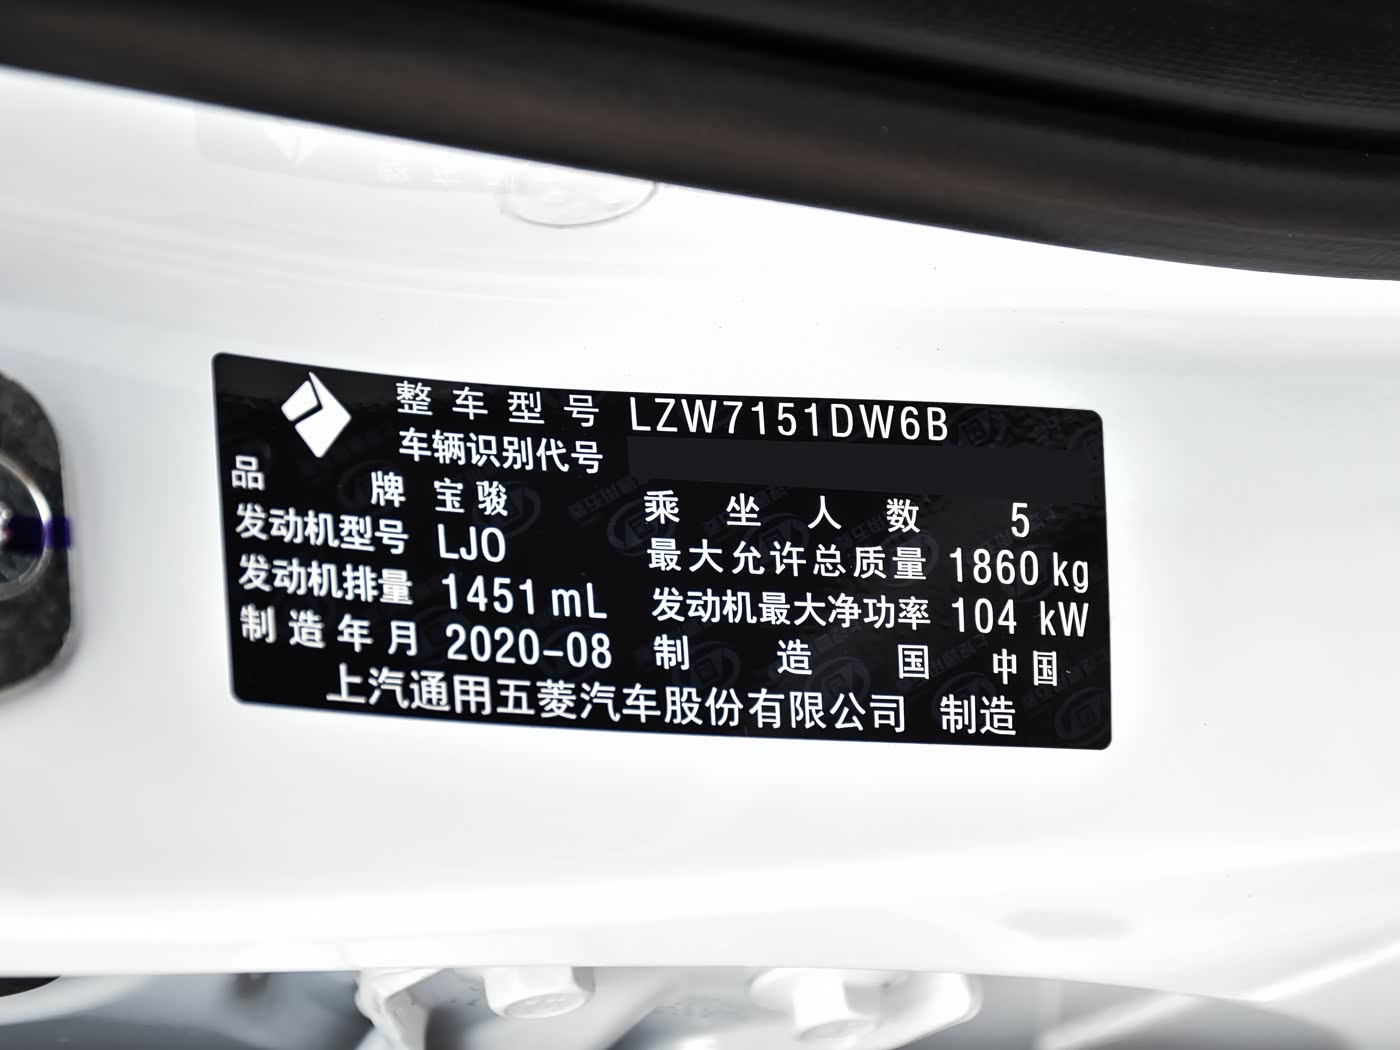 整车型号 LZW7151DW6B
车辆识别代号
品牌 宝骏 乘坐人数 5
发动机型号 LJO 最大允许总质量 1860 kg
发动机排量 1451 mL 发动机最大净功率 104 kW
制造年月 2020-08 制造国 中国
上汽通用五菱汽车股份有限公司 制造